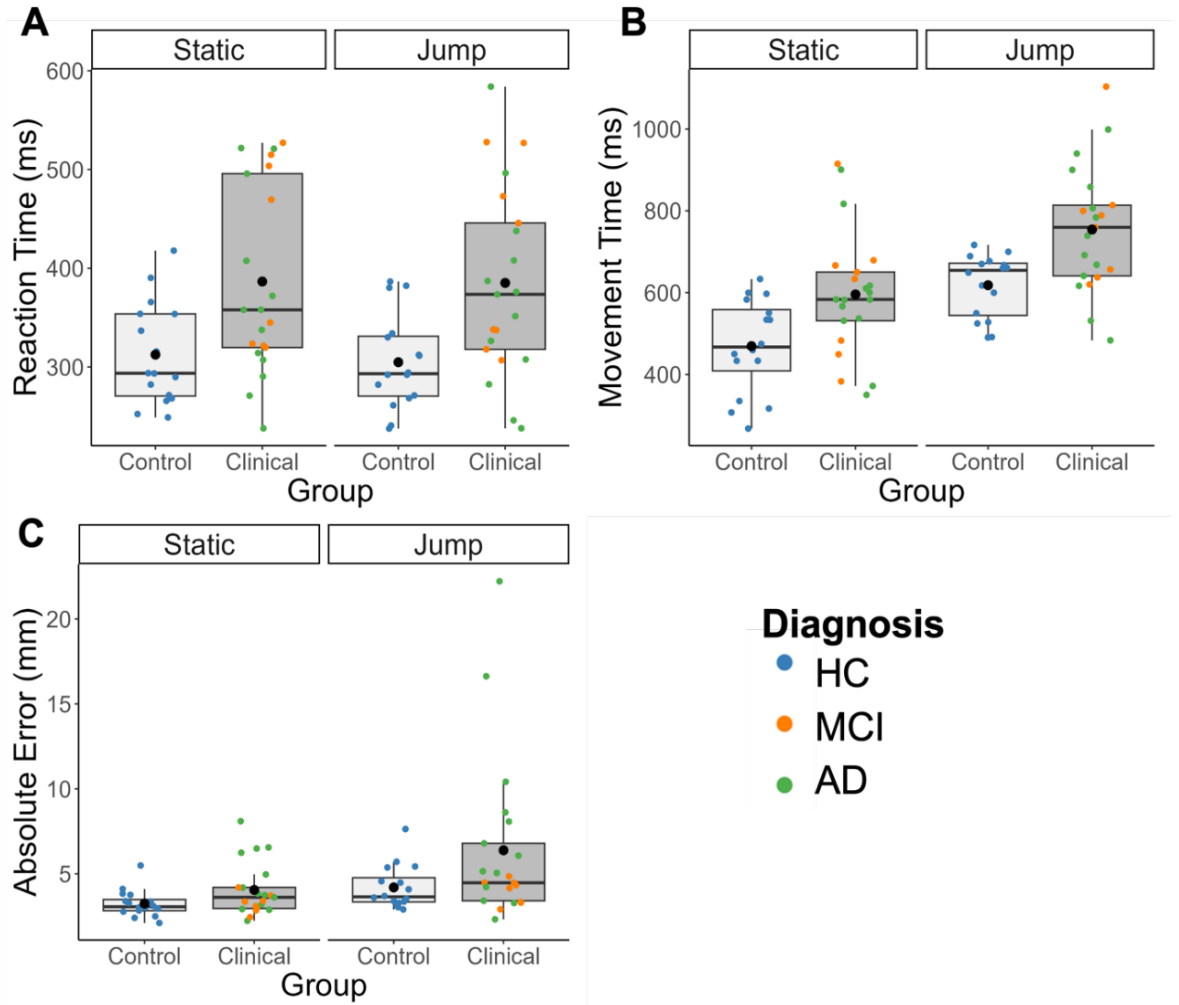 A
Static
Jump
Reaction Time (ms)
600
500
400
300
Control
Clinical
Control
Clinical
Group
B
Static
Jump
Movement Time (ms)
1000
800
600
400
Control
Clinical
Control
Clinical
Group
C
Static
Jump
Absolute Error (mm)
20
15
10
5
Control
Clinical
Control
Clinical
Group
Diagnosis
HC
MCI
AD